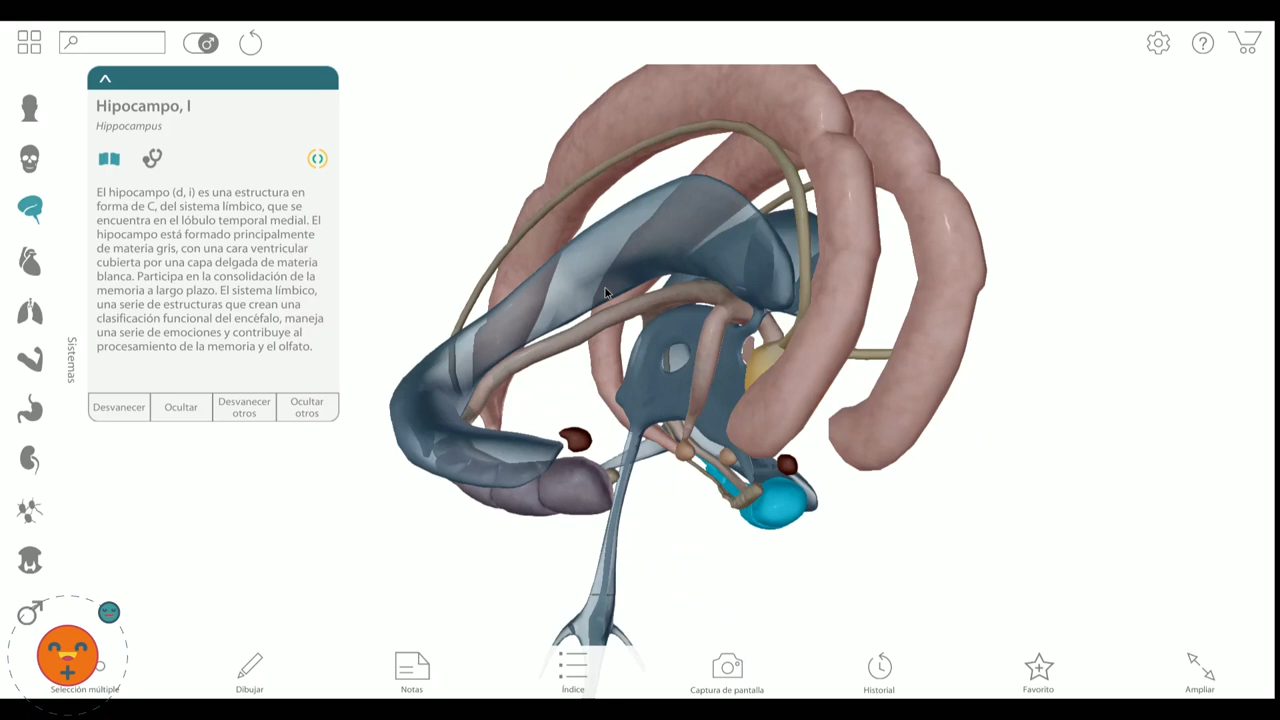 Hipocampo, I
Hippocampus
El hipocampo (d, i) es una estructura en
forma de C, del sistema límbico, que se
encuentra en el lóbulo temporal medial. El
hipocampo está formado principalmente
de materia gris, con una cara ventricular
cubierta por una capa delgada de materia
blanca. Participa en la consolidación de la
memoria a largo plazo. El sistema límbico,
una serie de estructuras que crean una
clasificación funcional del encéfalo, maneja
una serie de emociones y contribuye al
procesamiento de la memoria y el olfato.
Desvanecer
Ocultar
Desvanecer
otros
Ocultar
otros
Sistemas
Selección múltiple
Dibujar
Notas
Índice
Captura de pantalla
Historial
Favorito
Ampliar